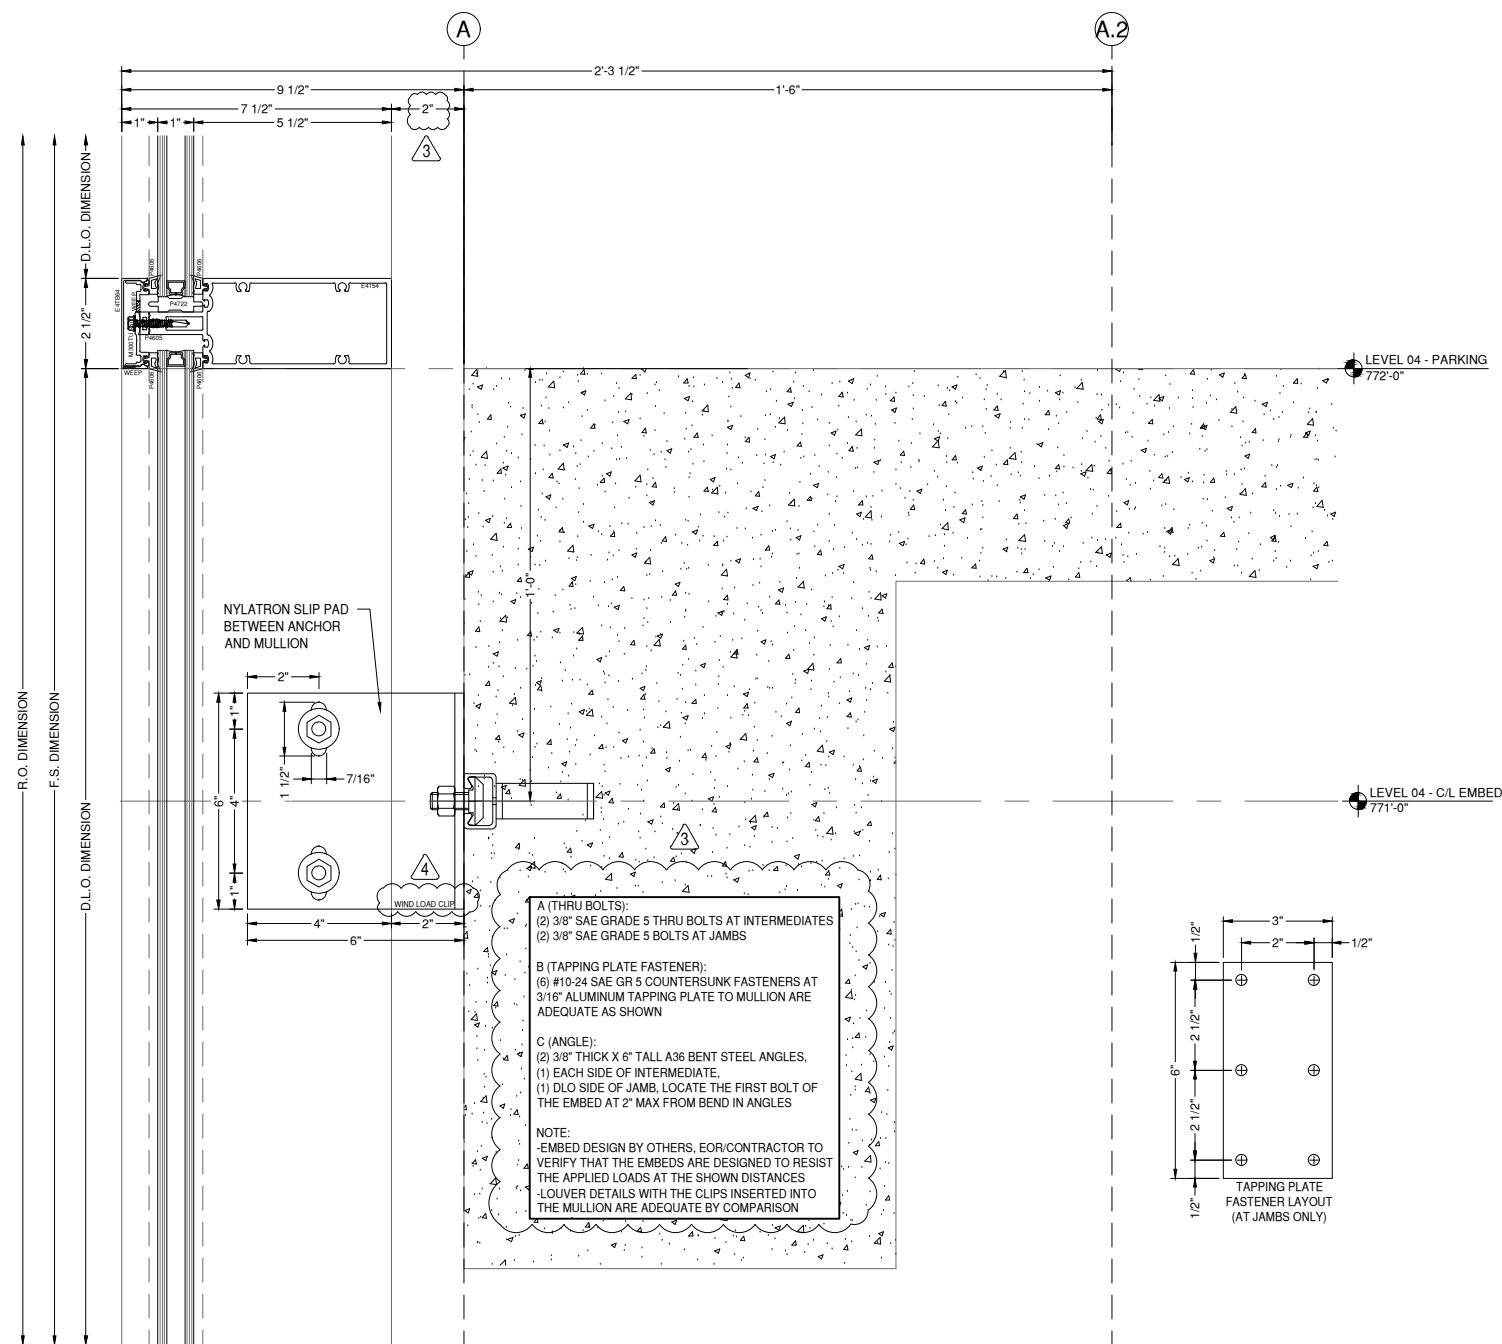 A
A.2
2'-3 1/2"
9 1/2"
1'-6"
7 1/2"
2"
1"
1"
5 1/2"
3
R.O. DIMENSION
F.S. DIMENSION
D.L.O. DIMENSION
2 1/2"
D.L.O. DIMENSION
E4TB94
WEEP
M300TU
P4606
P4606
P4722
P4605
E4154
WEEP
P4606
P4606
LEVEL 04 - PARKING
772'-0"
1'-0"
NYLATRON SLIP PAD
BETWEEN ANCHOR
AND MULLION
2"
1"
4"
1"
6"
1 1/2"
7/16"
LEVEL 04 - C/L EMBED
771'-0"
4
WIND LOAD CLIP
4"
2"
6"
3
A (THRU BOLTS):
(2) 3/8" SAE GRADE 5 THRU BOLTS AT INTERMEDIATES
(2) 3/8" SAE GRADE 5 BOLTS AT JAMBS
B (TAPPING PLATE FASTENER):
(6) #10-24 SAE GR 5 COUNTERSUNK FASTENERS AT
3/16" ALUMINUM TAPPING PLATE TO MULLION ARE
ADEQUATE AS SHOWN
C (ANGLE):
(2) 3/8" THICK X 6" TALL A36 BENT STEEL ANGLES,
(1) EACH SIDE OF INTERMEDIATE,
(1) DLO SIDE OF JAMB, LOCATE THE FIRST BOLT OF
THE EMBED AT 2" MAX FROM BEND IN ANGLES
NOTE:
-EMBED DESIGN BY OTHERS, EOR/CONTRACTOR TO
VERIFY THAT THE EMBEDS ARE DESIGNED TO RESIST
THE APPLIED LOADS AT THE SHOWN DISTANCES
-LOUVER DETAILS WITH THE CLIPS INSERTED INTO
THE MULLION ARE ADEQUATE BY COMPARISON
3"
2"
1/2"
1/2"
2 1/2"
2 1/2"
1/2"
6"
TAPPING PLATE
FASTENER LAYOUT
(AT JAMBS ONLY)